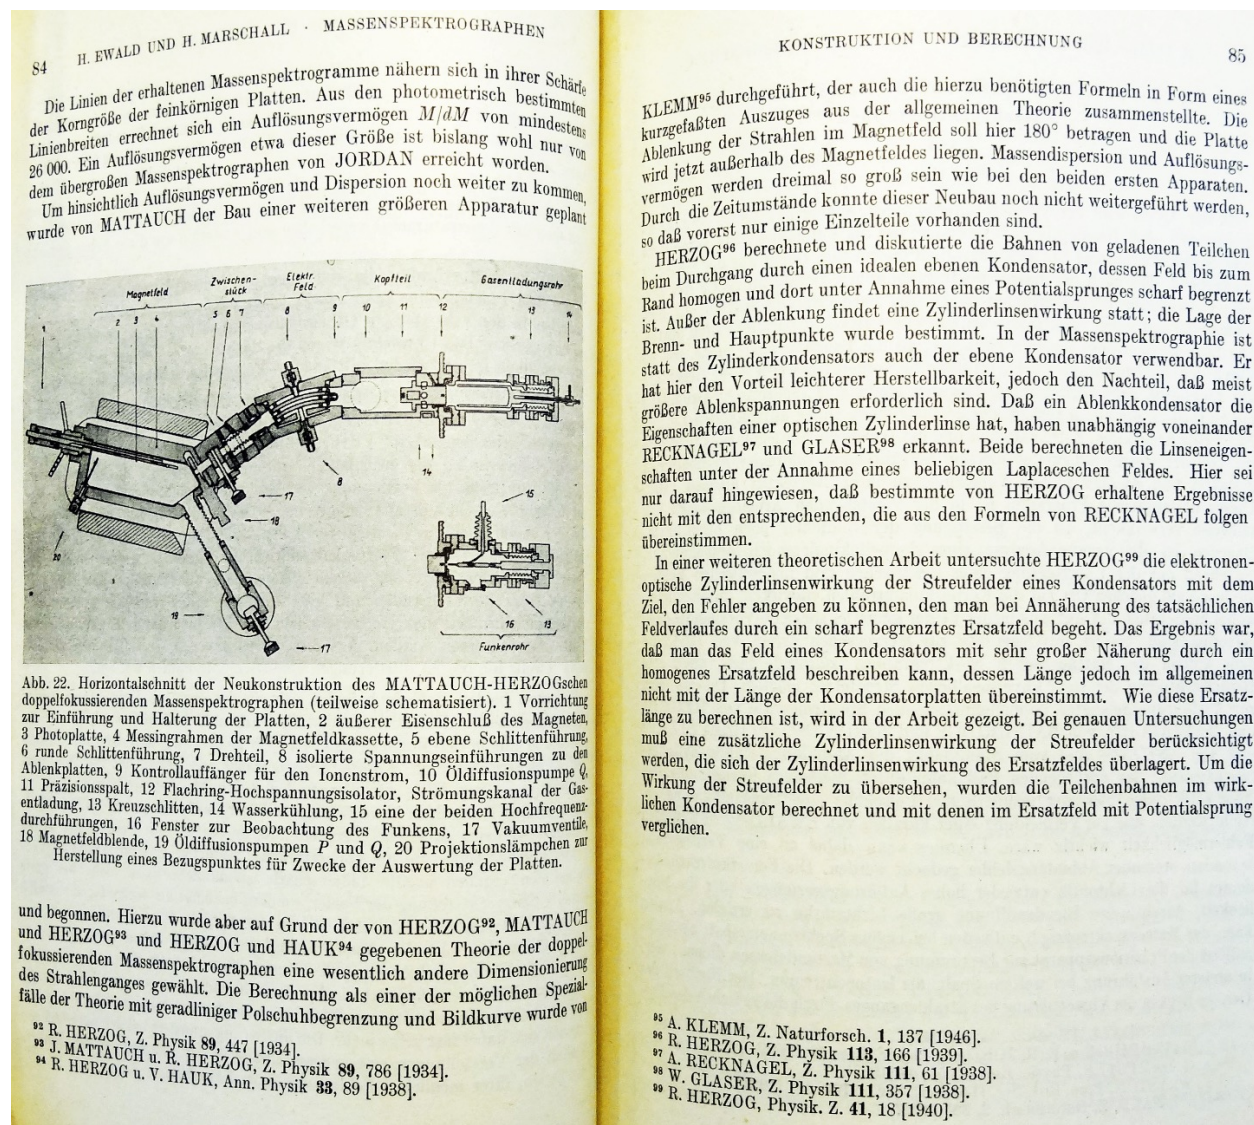 84
H. EWALD UND H. MARSCHALL · MASSENSPEKTROGRAPHEN
Die Linien der erhaltenen Massenspektrogramme nähern sich in ihrer Schärfe
der Korngröße der feinkörnigen Platten. Aus den photometrisch bestimmten
Linienbreiten errechnet sich ein Auflösungsvermögen M/dM von mindestens
26 000. Ein Auflösungsvermögen etwa dieser Größe ist bislang wohl nur von
dem übergroßen Massenspektrographen von JORDAN erreicht worden.
Um hinsichtlich Auflösungsvermögen und Dispersion noch weiter zu kommen,
wurde von MATTAUCH der Bau einer weiteren größeren Apparatur geplant
Magnetfeld
Zwischen-
stück
Elektr.
Feld
Kopfteil
Gasentladungsrohr
1 2 3 4 5 6 7 8 9 10 11 12 13 14
14
8
17
18
15
20
19
17
16 13
Funkenrohr
Abb. 22. Horizontalschnitt der Neukonstruktion des MATTAUCH-HERZOGschen
doppelfokussierenden Massenspektrographen (teilweise schematisiert). 1 Vorrichtung
zur Einführung und Halterung der Platten, 2 äußerer Eisenschluß des Magneten,
3 Photoplatte, 4 Messingrahmen der Magnetfeldkassette, 5 ebene Schlittenführung,
6 runde Schlittenführung, 7 Drehteil, 8 isolierte Spannungseinführungen zu den
Ablenkplatten, 9 Kontrollauffänger für den Ionenstrom, 10 Öldiffusionspumpe Q,
11 Präzisionsspalt, 12 Flachring-Hochspannungsisolator, Strömungskanal der Gas-
entladung, 13 Kreuzschlitten, 14 Wasserkühlung, 15 eine der beiden Hochfrequenz-
durchführungen, 16 Fenster zur Beobachtung des Funkens, 17 Vakuumventile,
18 Magnetfeldblende, 19 Öldiffusionspumpen P und Q, 20 Projektionslämpchen zur
Herstellung eines Bezugspunktes für Zwecke der Auswertung der Platten.
und begonnen. Hierzu wurde aber auf Grund der von HERZOG⁹², MATTAUCH
und HERZOG⁹³ und HERZOG und HAUK⁹⁴ gegebenen Theorie der doppel-
fokussierenden Massenspektrographen eine wesentlich andere Dimensionierung
des Strahlenganges gewählt. Die Berechnung als einer der möglichen Spezial-
fälle der Theorie mit geradliniger Polschuhbegrenzung und Bildkurve wurde von
⁹² R. HERZOG, Z. Physik 89, 447 [1934].
⁹³ J. MATTAUCH u. R. HERZOG, Z. Physik 89, 786 [1934].
⁹⁴ R. HERZOG u. V. HAUK, Ann. Physik 33, 89 [1938].
KONSTRUKTION UND BERECHNUNG
85
KLEMM⁹⁵ durchgeführt, der auch die hierzu benötigten Formeln in Form eines
kurzgefaßten Auszuges aus der allgemeinen Theorie zusammenstellte. Die
Ablenkung der Strahlen im Magnetfeld soll hier 180° betragen und die Platte
wird jetzt außerhalb des Magnetfeldes liegen. Massendispersion und Auflösungs-
vermögen werden dreimal so groß sein wie bei den beiden ersten Apparaten.
Durch die Zeitumstände konnte dieser Neubau noch nicht weitergeführt werden,
so daß vorerst nur einige Einzelteile vorhanden sind.
HERZOG⁹⁶ berechnete und diskutierte die Bahnen von geladenen Teilchen
beim Durchgang durch einen idealen ebenen Kondensator, dessen Feld bis zum
Rand homogen und dort unter Annahme eines Potentialsprunges scharf begrenzt
ist. Außer der Ablenkung findet eine Zylinderlinsenwirkung statt; die Lage der
Brenn- und Hauptpunkte wurde bestimmt. In der Massenspektrographie ist
statt des Zylinderkondensators auch der ebene Kondensator verwendbar. Er
hat hier den Vorteil leichterer Herstellbarkeit, jedoch den Nachteil, daß meist
größere Ablenkspannungen erforderlich sind. Daß ein Ablenkkondensator die
Eigenschaften einer optischen Zylinderlinse hat, haben unabhängig voneinander
RECKNAGEL⁹⁷ und GLASER⁹⁸ erkannt. Beide berechneten die Linseneigen-
schaften unter der Annahme eines beliebigen Laplaceschen Feldes. Hier sei
nur darauf hingewiesen, daß bestimmte von HERZOG erhaltene Ergebnisse
nicht mit den entsprechenden, die aus den Formeln von RECKNAGEL folgen
übereinstimmen.
In einer weiteren theoretischen Arbeit untersuchte HERZOG⁹⁹ die elektronen-
optische Zylinderlinsenwirkung der Streufelder eines Kondensators mit dem
Ziel, den Fehler angeben zu können, den man bei Annäherung des tatsächlichen
Feldverlaufes durch ein scharf begrenztes Ersatzfeld begeht. Das Ergebnis war,
daß man das Feld eines Kondensators mit sehr großer Näherung durch ein
homogenes Ersatzfeld beschreiben kann, dessen Länge jedoch im allgemeinen
nicht mit der Länge der Kondensatorplatten übereinstimmt. Wie diese Ersatz-
länge zu berechnen ist, wird in der Arbeit gezeigt. Bei genauen Untersuchungen
muß eine zusätzliche Zylinderlinsenwirkung der Streufelder berücksichtigt
werden, die sich der Zylinderlinsenwirkung des Ersatzfeldes überlagert. Um die
Wirkung der Streufelder zu übersehen, wurden die Teilchenbahnen im wirk-
lichen Kondensator berechnet und mit denen im Ersatzfeld mit Potentialsprung
verglichen.
⁹⁵ A. KLEMM, Z. Naturforsch. 1, 137 [1946].
⁹⁶ R. HERZOG, Z. Physik 113, 166 [1939].
⁹⁷ A. RECKNAGEL, Z. Physik 111, 61 [1938].
⁹⁸ W. GLASER, Z. Physik 111, 357 [1938].
⁹⁹ R. HERZOG, Physik. Z. 41, 18 [1940].